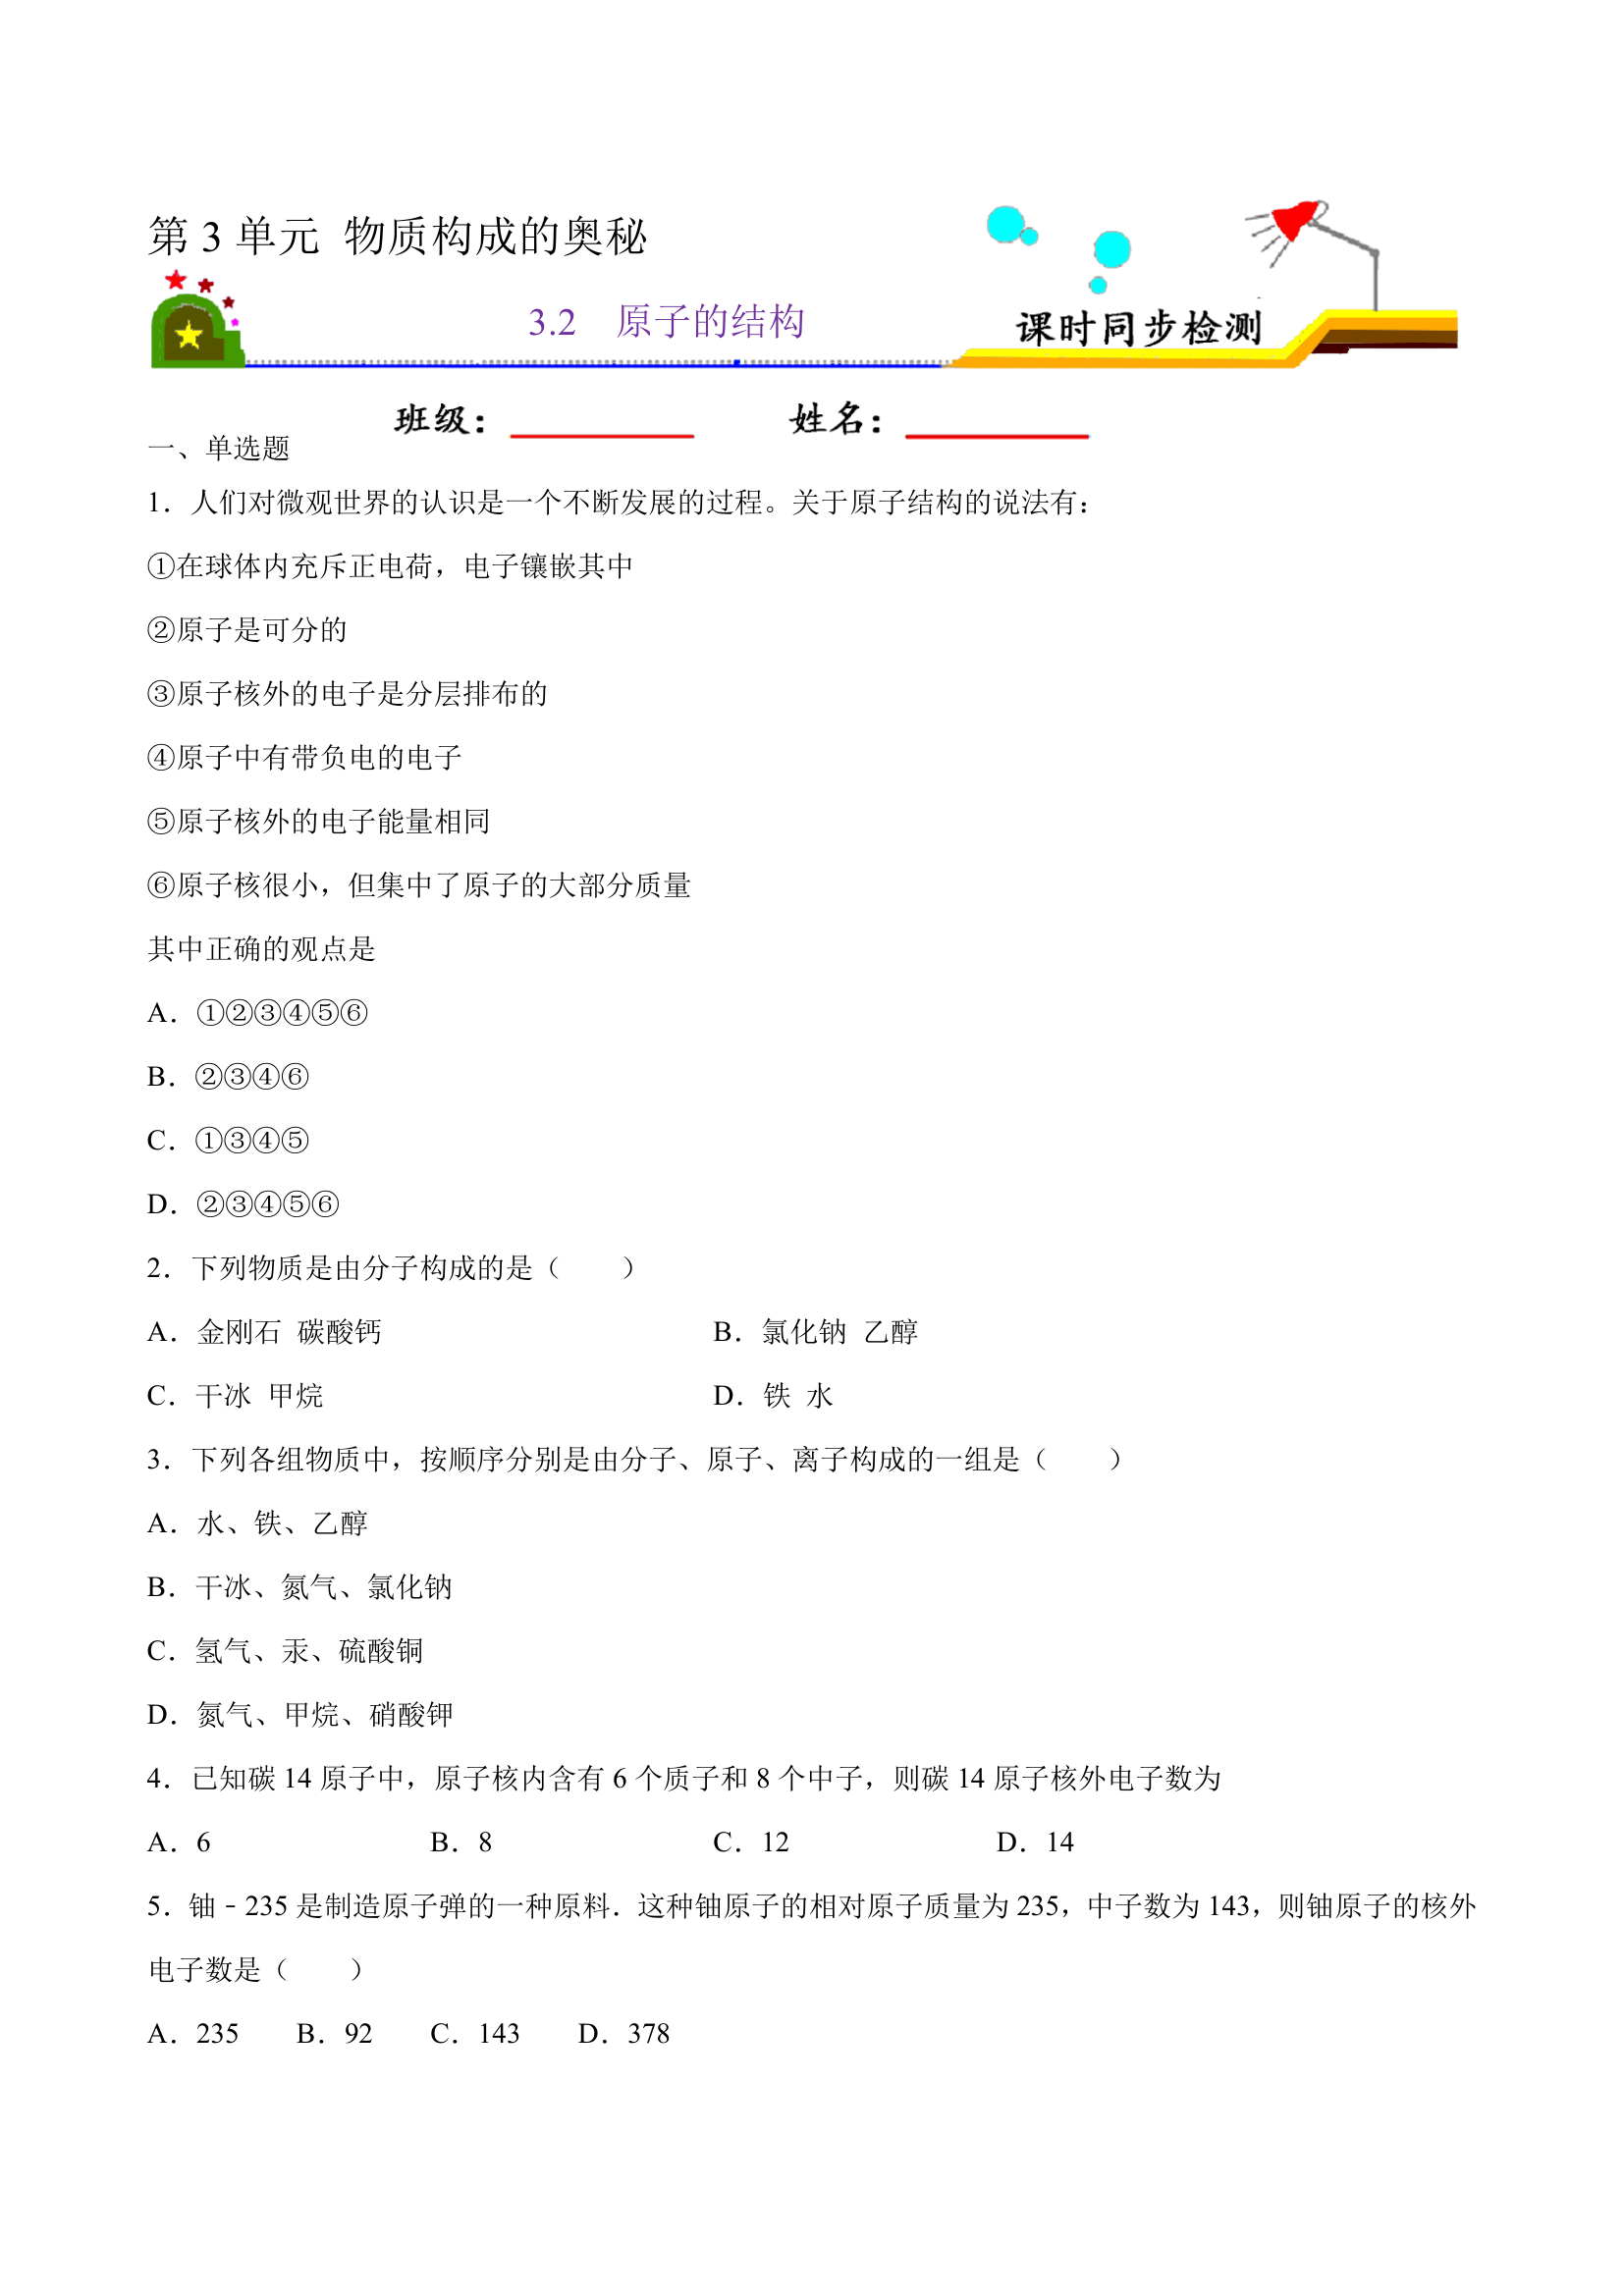 第 3 单元 物质构成的奥秘
3.2 原子的结构
课时同步检测
班级: 姓名:
一、单选题
1．人们对微观世界的认识是一个不断发展的过程。关于原子结构的说法有:
①在球体内充斥正电荷，电子镶嵌其中
②原子是可分的
③原子核外的电子是分层排布的
④原子中有带负电的电子
⑤原子核外的电子能量相同
⑥原子核很小，但集中了原子的大部分质量
其中正确的观点是
A．①②③④⑤⑥
B．②③④⑥
C．①③④⑤
D．②③④⑤⑥
2．下列物质是由分子构成的是（　　）
A．金刚石 碳酸钙 B．氯化钠 乙醇
C．干冰 甲烷 D．铁 水
3．下列各组物质中，按顺序分别是由分子、原子、离子构成的一组是（　　）
A．水、铁、乙醇
B．干冰、氮气、氯化钠
C．氢气、汞、硫酸铜
D．氮气、甲烷、硝酸钾
4．已知碳 14 原子中，原子核内含有 6 个质子和 8 个中子，则碳 14 原子核外电子数为
A．6 B．8 C．12 D．14
5．铀﹣235 是制造原子弹的一种原料．这种铀原子的相对原子质量为 235，中子数为 143，则铀原子的核外
电子数是（　　）
A．235 B．92 C．143 D．378